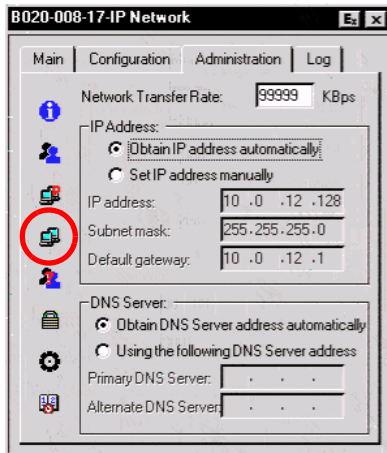 B020-008-17-IP Network
Main Configuration Administration Log
Network Transfer Rate: 99999 KBps
IP Address:
Obtain IP address automatically
Set IP address manually
IP address: 10 .0 .12 .128
Subnet mask: 255.255.255.0
Default gateway: 10 .0 .12 .1
DNS Server:
Obtain DNS Server address automatically
Using the following DNS Server address
Primary DNS Server: . . .
Alternate DNS Server: . . .